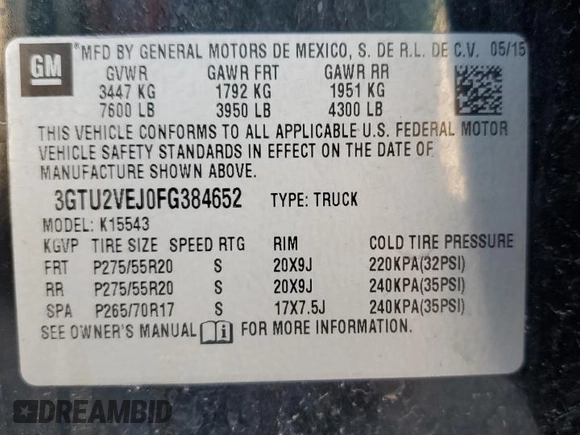 GM
®MFD BY GENERAL MOTORS DE MEXICO, S. DE R.L. DE C.V. 05/15
GVWR GAWR FRT GAWR RR
3447 KG 1792 KG 1951 KG
7600 LB 3950 LB 4300 LB
THIS VEHICLE CONFORMS TO ALL APPLICABLE U.S. FEDERAL MOTOR
VEHICLE SAFETY STANDARD IN EFFECT ON THE DATE OF
MANUFACTURE SHOWN ABOVE.
3GTU2VEJ0FG384652 TYPE: TRUCK
MODEL: K15543
KGVP TIRE SIZE SPEED RTG RIM COLD TIRE PRESSURE
FRT P275/55R20 S 20X9J 220KPA(32PSI)
RR P275/55R20 S 20X9J 240KPA(35PSI)
SPA P265/70R17 S 17X7.5J 240KPA(35PSI)
SEE OWNER'S MANUAL FOR MORE INFORMATION.
DREAMBID